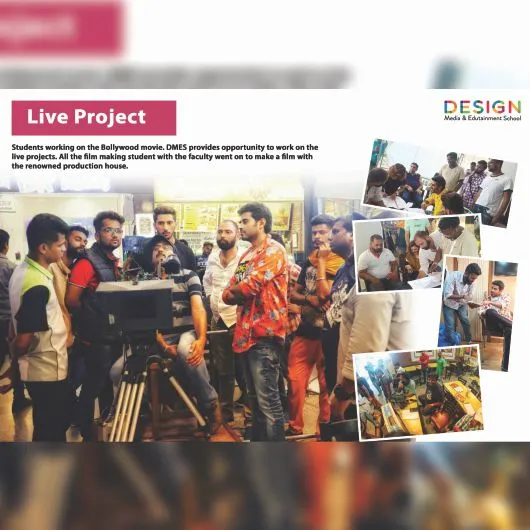 Live Project
DESIGN
Media & Edutainment School
Students working on the Bollywood movie. DMES provides opportunity to work on the
live projects. All the film making student with the faculty went on to make a film with
the renowned production house.